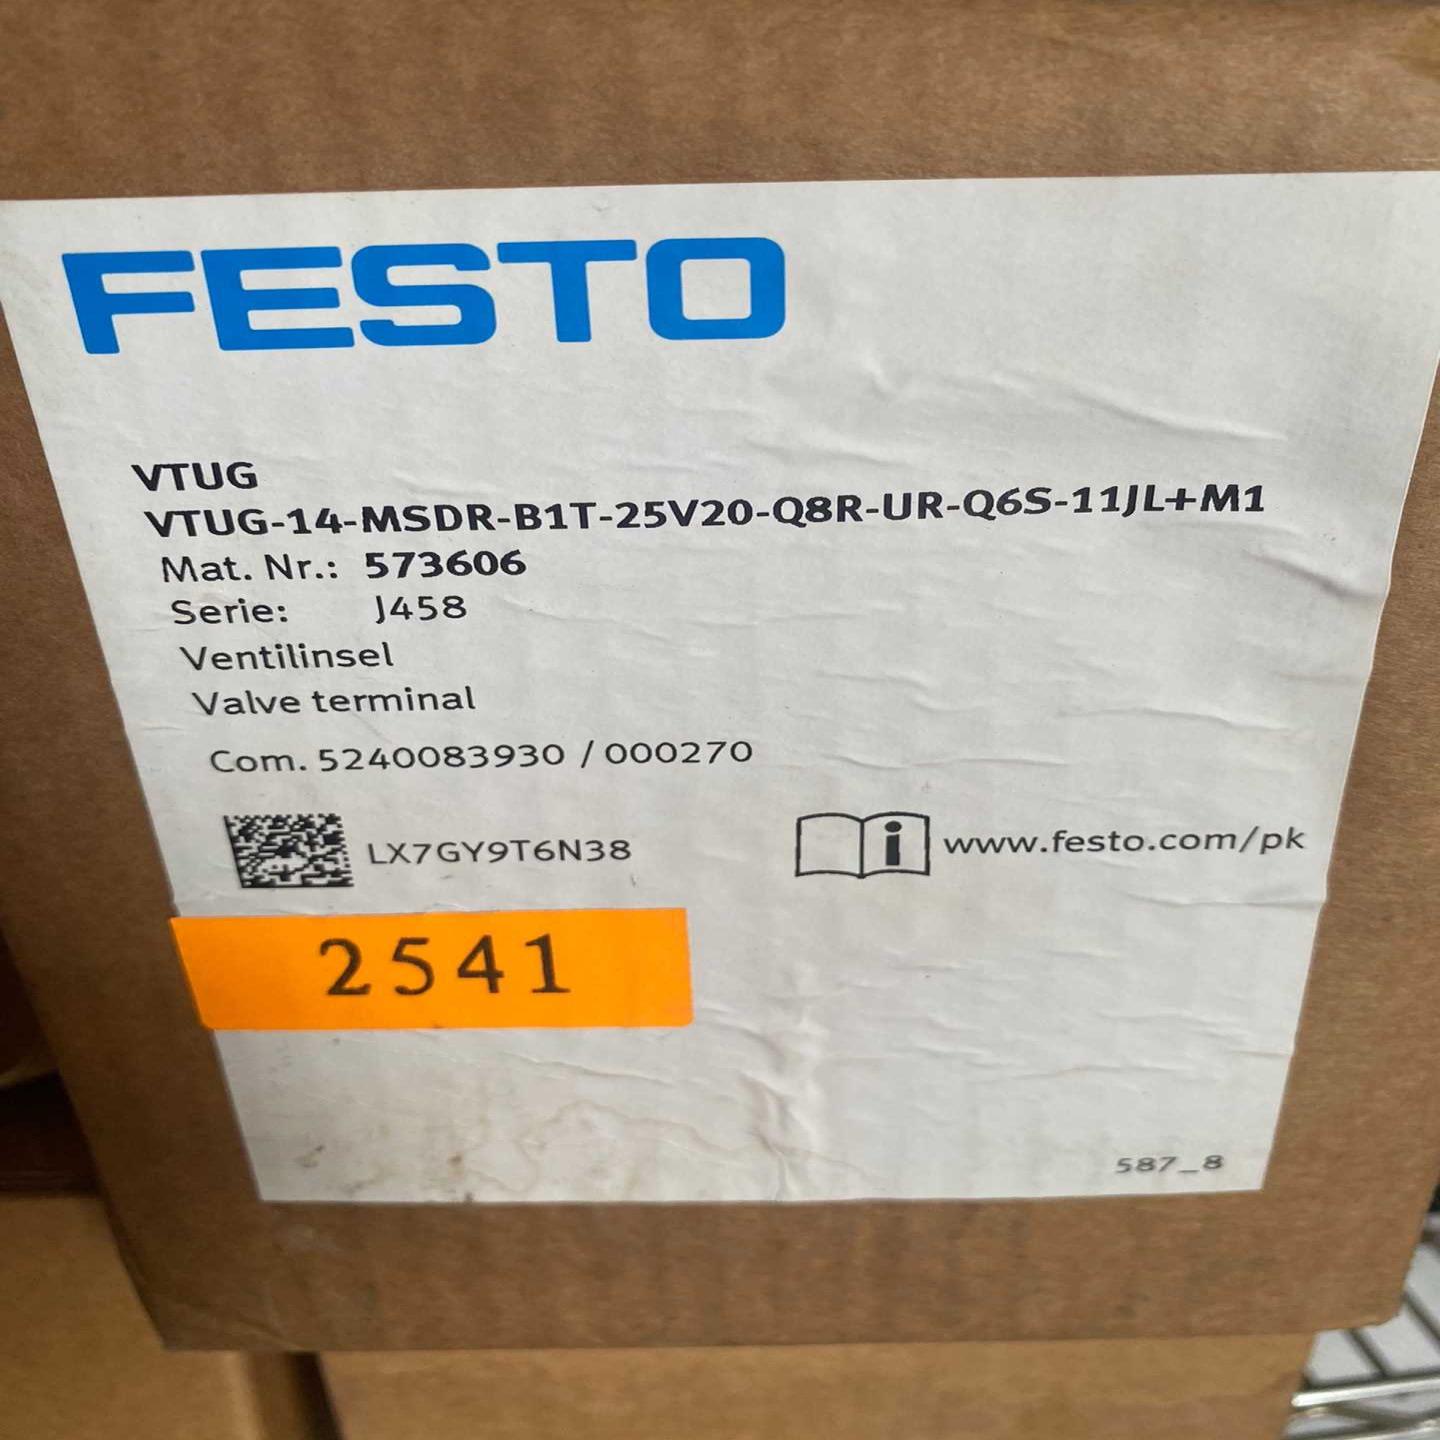 FESTO
VTUG
VTUG-14-MSDR-B1T-25V20-Q8R-UR-Q6S-11JL+M1
Mat. Nr.: 573606
Serie: J458
Ventilinsel
Valve terminal
Com. 5240083930 / 000270
LX7GY9T6N38
www.festo.com/pk
2541
587_8